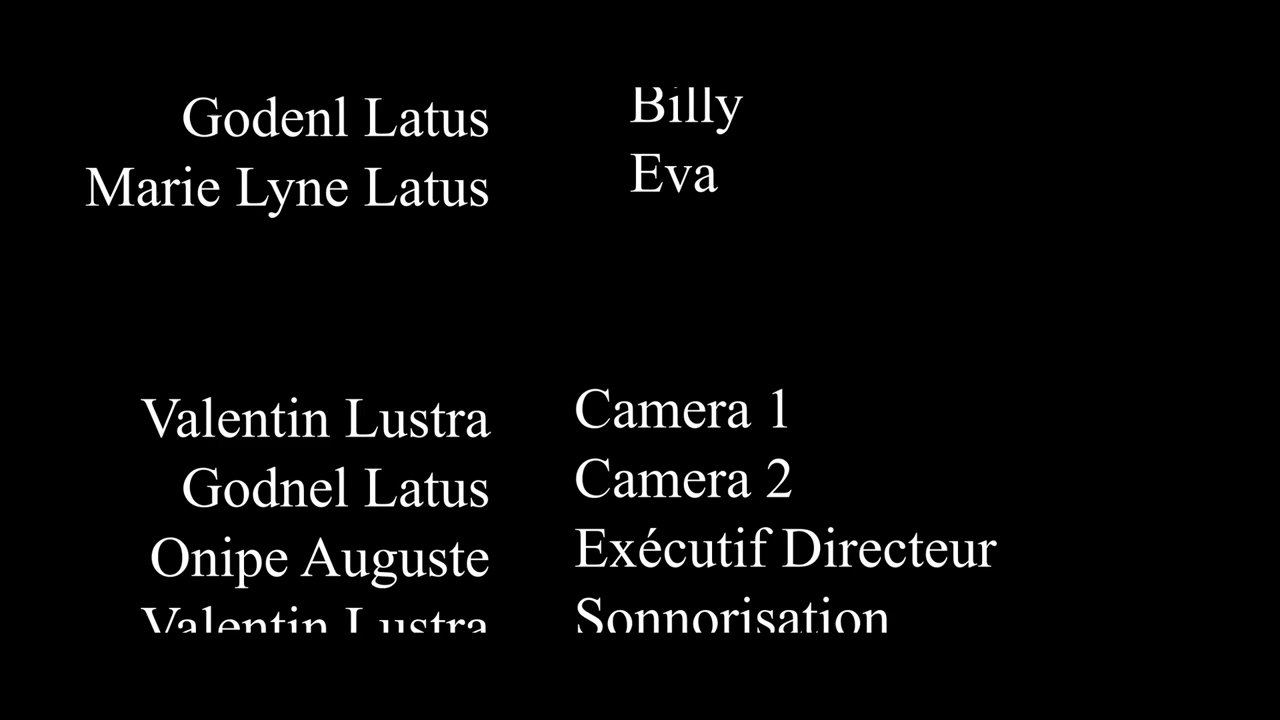 Godenl Latus Billy
Marie Lyne Latus Eva
Valentin Lustra Camera 1
Godnel Latus Camera 2
Onipe Auguste Exécutif Directeur
Valentin Lustra Sonnorisation